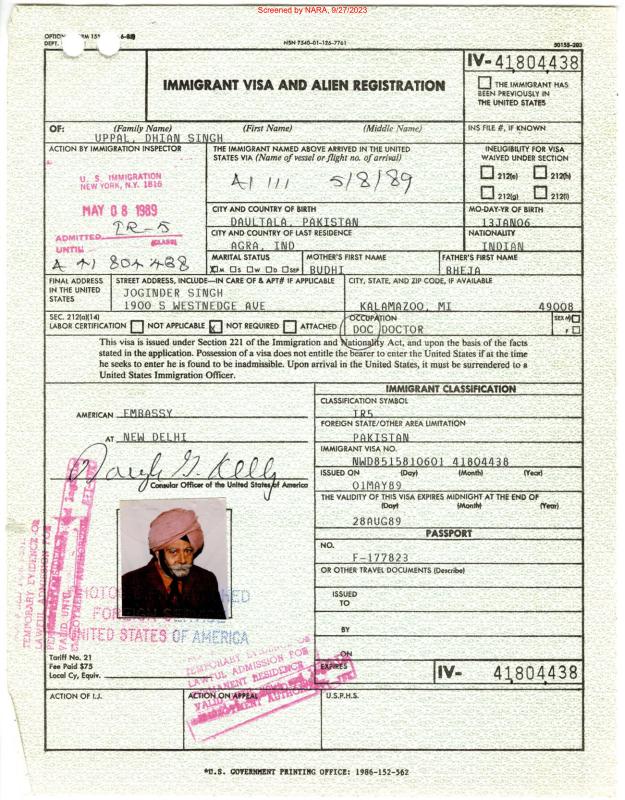 Screened by NARA, 9/27/2023
NSN 7540-01-126-7761
50155-203
IMMIGRANT VISA AND ALIEN REGISTRATION
IV- 41804438
THE IMMIGRANT HAS
BEEN PREVIOUSLY IN
THE UNITED STATES
OF: (Family Name) (First Name) (Middle Name)
UPPAL, DHIAN SINGH
INS FILE #, IF KNOWN
ACTION BY IMMIGRATION INSPECTOR
U. S. IMMIGRATION
NEW YORK, N.Y. 1816
MAY 08 1989
IR-5
ADMITTED
(CLASS)
UNTIL
A 41 804 438
THE IMMIGRANT NAMED ABOVE ARRIVED IN THE UNITED
STATES VIA (Name of vessel or flight no. of arrival)
AI 111 5/8/89
INELIGIBILITY FOR VISA
WAIVED UNDER SECTION
212(e) 212(h)
212(g) 212(i)
CITY AND COUNTRY OF BIRTH
DAULTALA, PAKISTAN
MO-DAY-YR OF BIRTH
13JAN06
CITY AND COUNTRY OF LAST RESIDENCE
AGRA, IND
NATIONALITY
INDIAN
MARITAL STATUS
X M S W D SEP
MOTHER'S FIRST NAME
BUDHI
FATHER'S FIRST NAME
BHEJA
FINAL ADDRESS
IN THE UNITED
STATES
STREET ADDRESS, INCLUDE—IN CARE OF & APT# IF APPLICABLE
JOGINDER SINGH
1900 S WESTNEDGE AVE
CITY, STATE, AND ZIP CODE, IF AVAILABLE
KALAMAZOO, MI 49008
SEC. 212(a)(14)
LABOR CERTIFICATION NOT APPLICABLE X NOT REQUIRED ATTACHED
OCCUPATION
DOC DOCTOR
SEX M
F
This visa is issued under Section 221 of the Immigration and Nationality Act, and upon the basis of the facts
stated in the application. Possession of a visa does not entitle the bearer to enter the United States if at the time
he seeks to enter he is found to be inadmissible. Upon arrival in the United States, it must be surrendered to a
United States Immigration Officer.
AMERICAN EMBASSY
AT NEW DELHI
Consular Officer of the United States of America
IMMIGRANT CLASSIFICATION
CLASSIFICATION SYMBOL
IR5
FOREIGN STATE/OTHER AREA LIMITATION
PAKISTAN
IMMIGRANT VISA NO.
NWD8515810601 41804438
ISSUED ON (Day) (Month) (Year)
01MAY89
THE VALIDITY OF THIS VISA EXPIRES MIDNIGHT AT THE END OF
(Day) (Month) (Year)
28AUG89
PASSPORT
NO.
F-177823
OR OTHER TRAVEL DOCUMENTS (Describe)
ISSUED
TO
BY
ON
EXPIRES
TEMPORARY EVIDENCE OF
LAWFUL ADMISSION FOR
FOREIGN SERVICE
UNITED STATES OF AMERICA
TEMPORARY EVIDENCE OF
LAWFUL ADMISSION FOR
PERMANENT RESIDENCE
VALID UNTIL
EMPLOYMENT AUTHORIZED
Tariff No. 21
Fee Paid $75
Local Cy, Equiv.
IV- 41804438
ACTION OF I.J.
ACTION ON APPEAL
U.S.P.H.S.
*U.S. GOVERNMENT PRINTING OFFICE: 1986-152-562